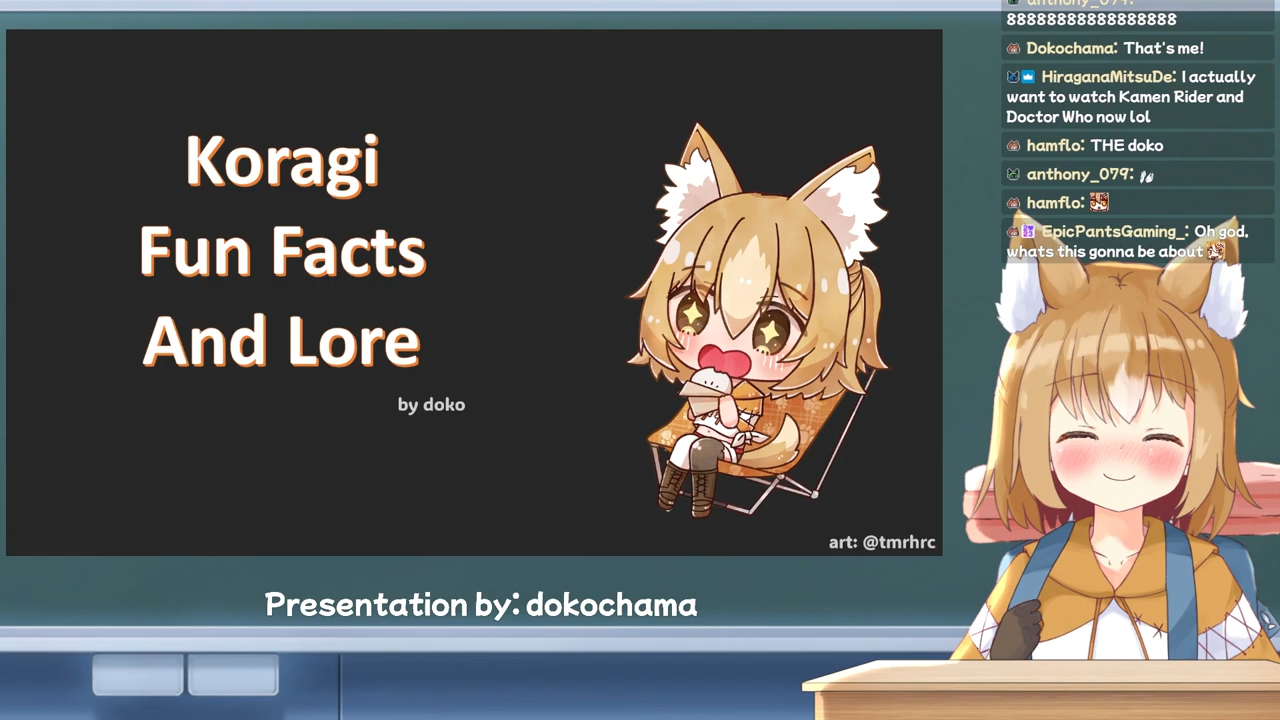 Koragi
Fun Facts
And Lore
by doko
art: @tmrhrc
Presentation by: dokochama
anthony_079:
88888888888888888
Dokochama: That's me!
HiraganaMitsuDe: I actually
want to watch Kamen Rider and
Doctor Who now lol
hamflo: THE doko
anthony_079:
hamflo:
EpicPantsGaming_: Oh god,
whats this gonna be about